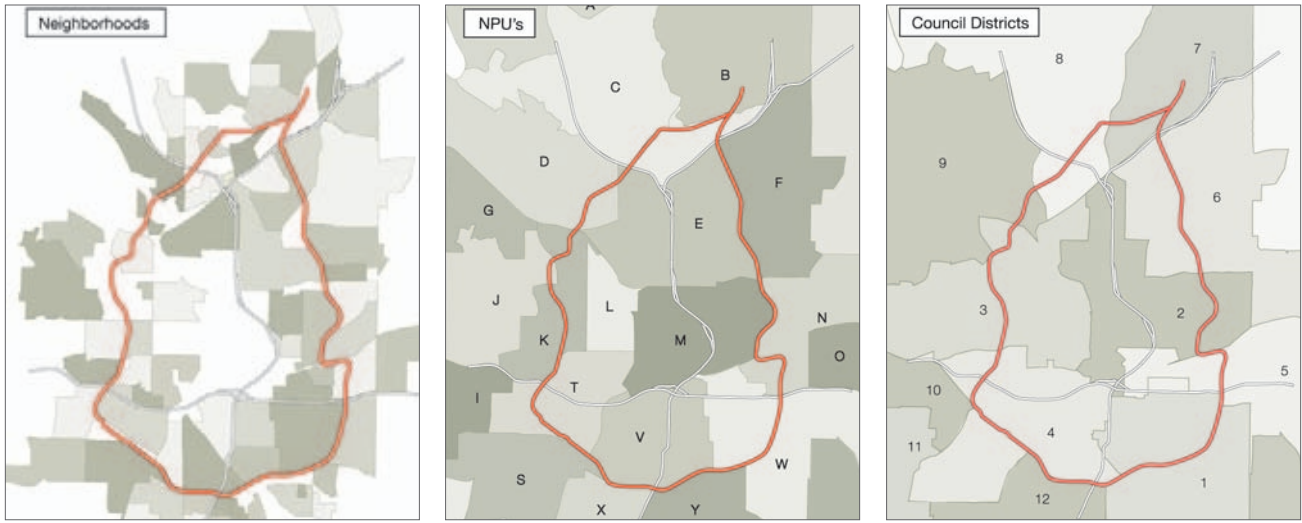 Neighborhoods
NPU's
A
B
C
D
F
G
E
J
L
N
K
M
O
T
I
V
W
S
X
Y
Council Districts
7
8
9
6
3
2
5
10
4
11
1
12